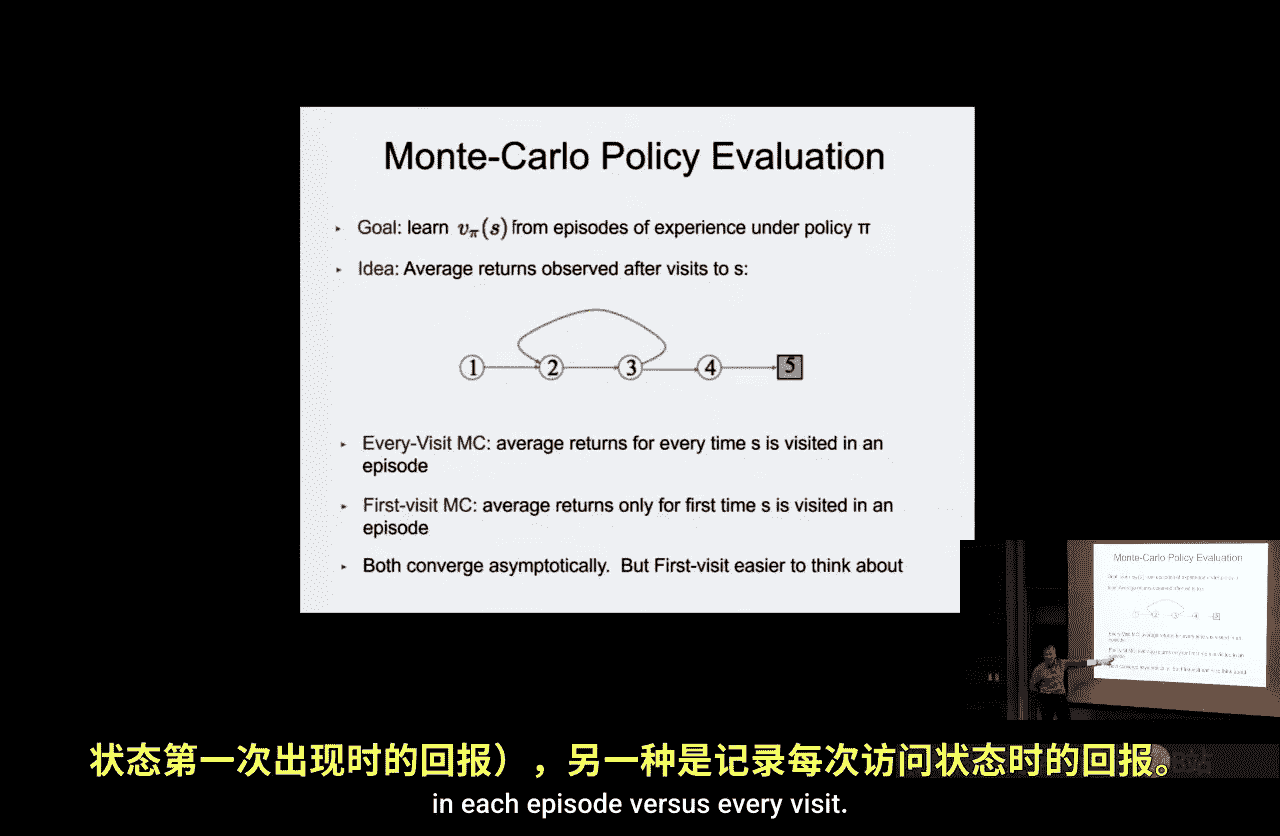 Monte-Carlo Policy Evaluation
Goal: learn vπ(s) from episodes of experience under policy π
Idea: Average returns observed after visits to s:
1 2 3 4 5
Every-Visit MC: average returns for every time s is visited in an
episode
First-visit MC: average returns only for first time s is visited in an
episode
Both converge asymptotically. But First-visit easier to think about
Monte-Carlo Policy Evaluation
状态第一次出现时的回报），另一种是记录每次访问状态时的回报。
in each episode versus every visit.